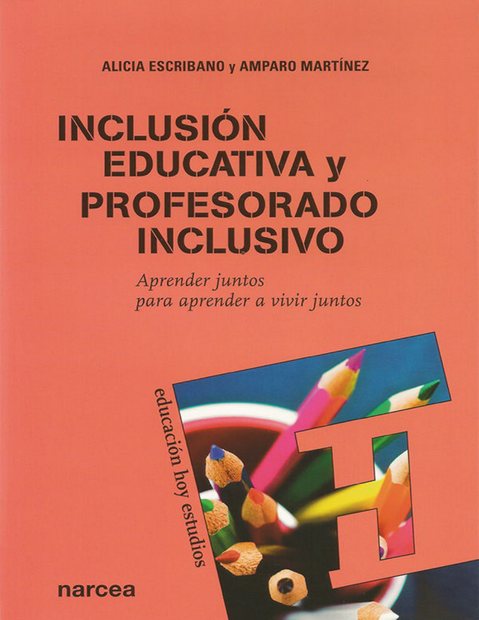 ALICIA ESCRIBANO y AMPARO MARTÍNEZ
INCLUSIÓN
EDUCATIVA y
PROFESORADO
INCLUSIVO
Aprender juntos
para aprender a vivir juntos
educación hoy estudios
narcea